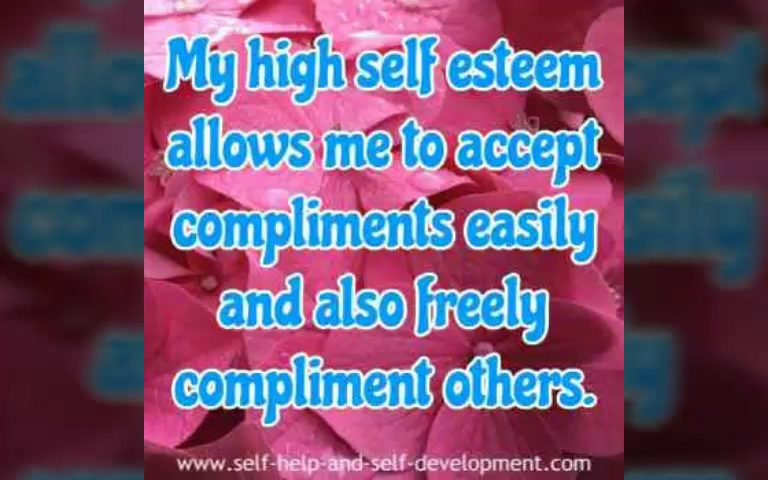 My high self esteem
allows me to accept
compliments easily
and also freely
compliment others.
www.self-help-and-self-development.com